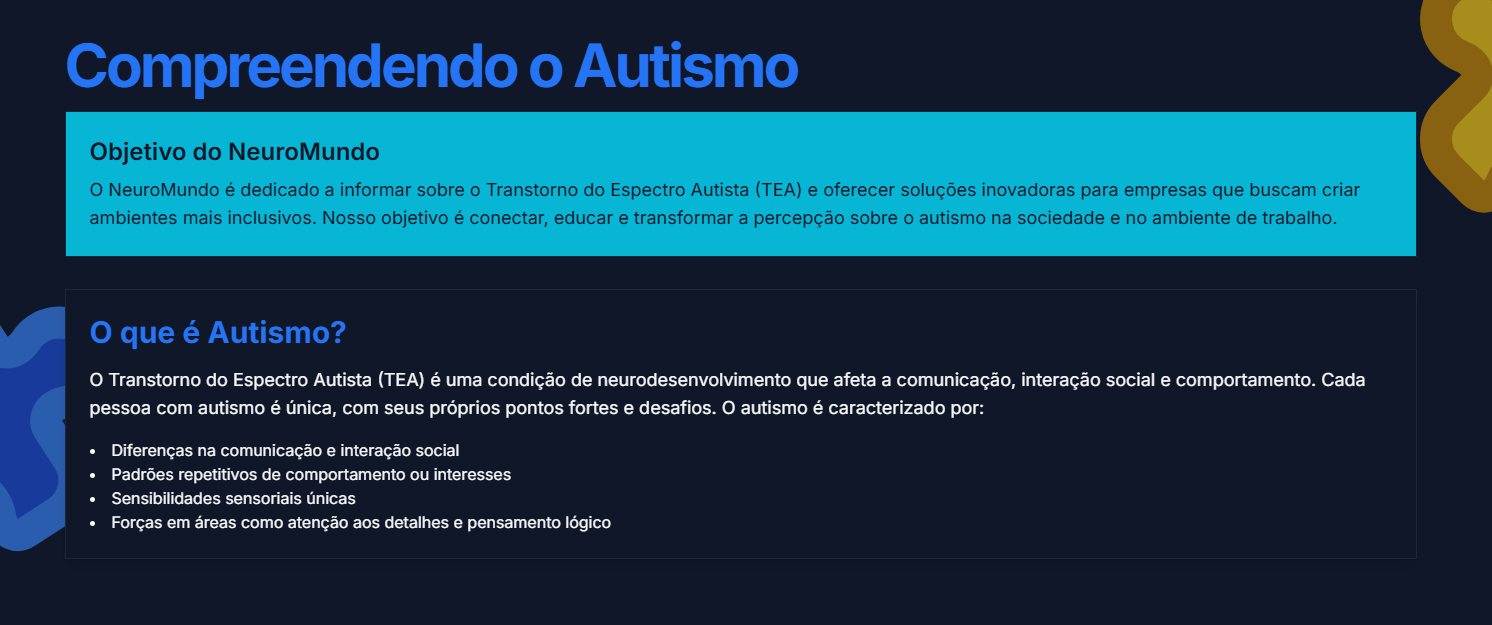 Compreendendo o Autismo
Objetivo do NeuroMundo
O NeuroMundo é dedicado a informar sobre o Transtorno do Espectro Autista (TEA) e oferecer soluções inovadoras para empresas que buscam criar
ambientes mais inclusivos. Nosso objetivo é conectar, educar e transformar a percepção sobre o autismo na sociedade e no ambiente de trabalho.
O que é Autismo?
O Transtorno do Espectro Autista (TEA) é uma condição de neurodesenvolvimento que afeta a comunicação, interação social e comportamento. Cada
pessoa com autismo é única, com seus próprios pontos fortes e desafios. O autismo é caracterizado por:
• Diferenças na comunicação e interação social
• Padrões repetitivos de comportamento ou interesses
• Sensibilidades sensoriais únicas
• Forças em áreas como atenção aos detalhes e pensamento lógico